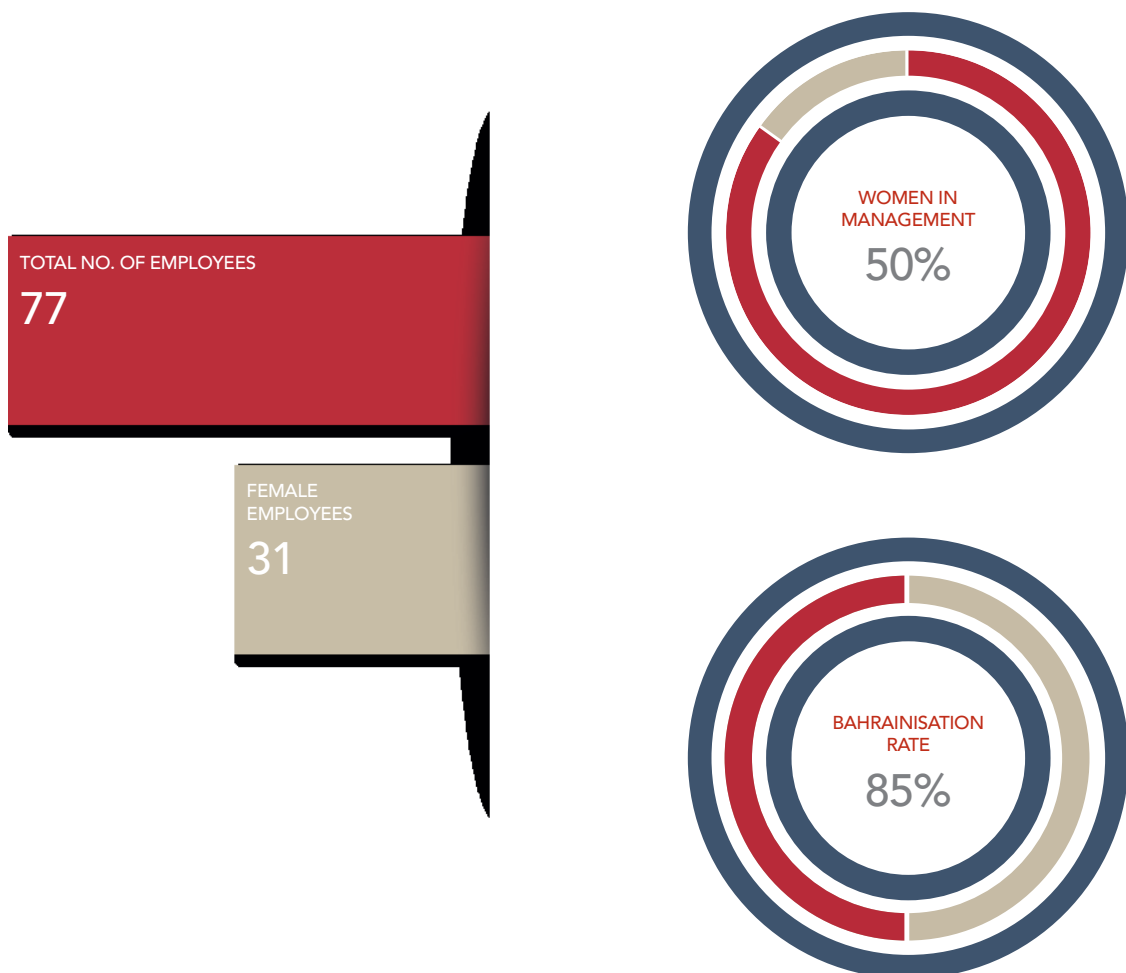 TOTAL NO. OF EMPLOYEES
77
FEMALE
EMPLOYEES
31
WOMEN IN
MANAGEMENT
50%
BAHRAINISATION
RATE
85%